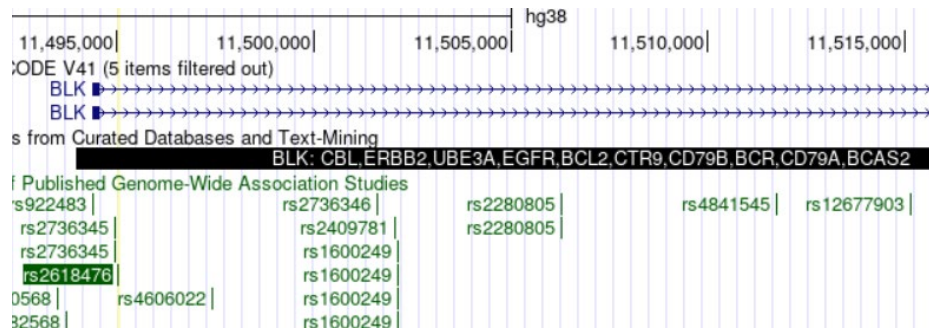 hg38
11,495,000 11,500,000 11,505,000 11,510,000 11,515,000
CODE V41 (5 items filtered out)
BLK
BLK
s from Curated Databases and Text-Mining
BLK: CBL,ERBB2,UBE3A,EGFR,BCL2,CTR9,CD79B,BCR,CD79A,BCAS2
f Published Genome-Wide Association Studies
rs922483 rs2736346 rs2280805 rs4841545 rs12677903
rs2736345 rs2409781 rs2280805
rs2736345 rs1600249
rs2618476 rs1600249
0568 rs4606022 rs1600249
32568 rs1600249